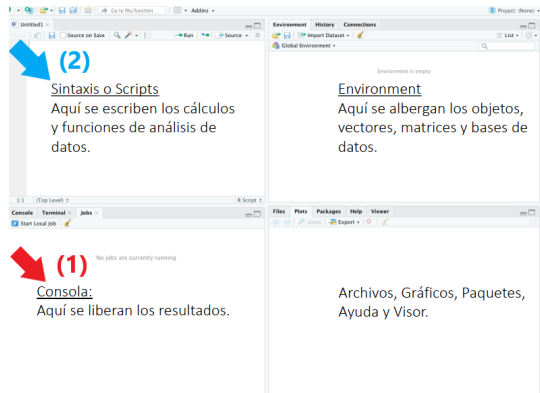 Go to file/function
Addins
Project: (None)
Untitled1
Source on Save
Run
Source
(2)
Sintaxis o Scripts
Aquí se escriben los cálculos
y funciones de análisis de
datos.
1:1 (Top Level)
R Script
Environment History Connections
Import Dataset
List
Global Environment
Environment is empty
Environment
Aquí se albergan los objetos,
vectores, matrices y bases de
datos.
Console Terminal Jobs
Start Local Job
No jobs are currently running
(1)
Consola:
Aquí se liberan los resultados.
Files Plots Packages Help Viewer
Zoom Export
Archivos, Gráficos, Paquetes,
Ayuda y Visor.